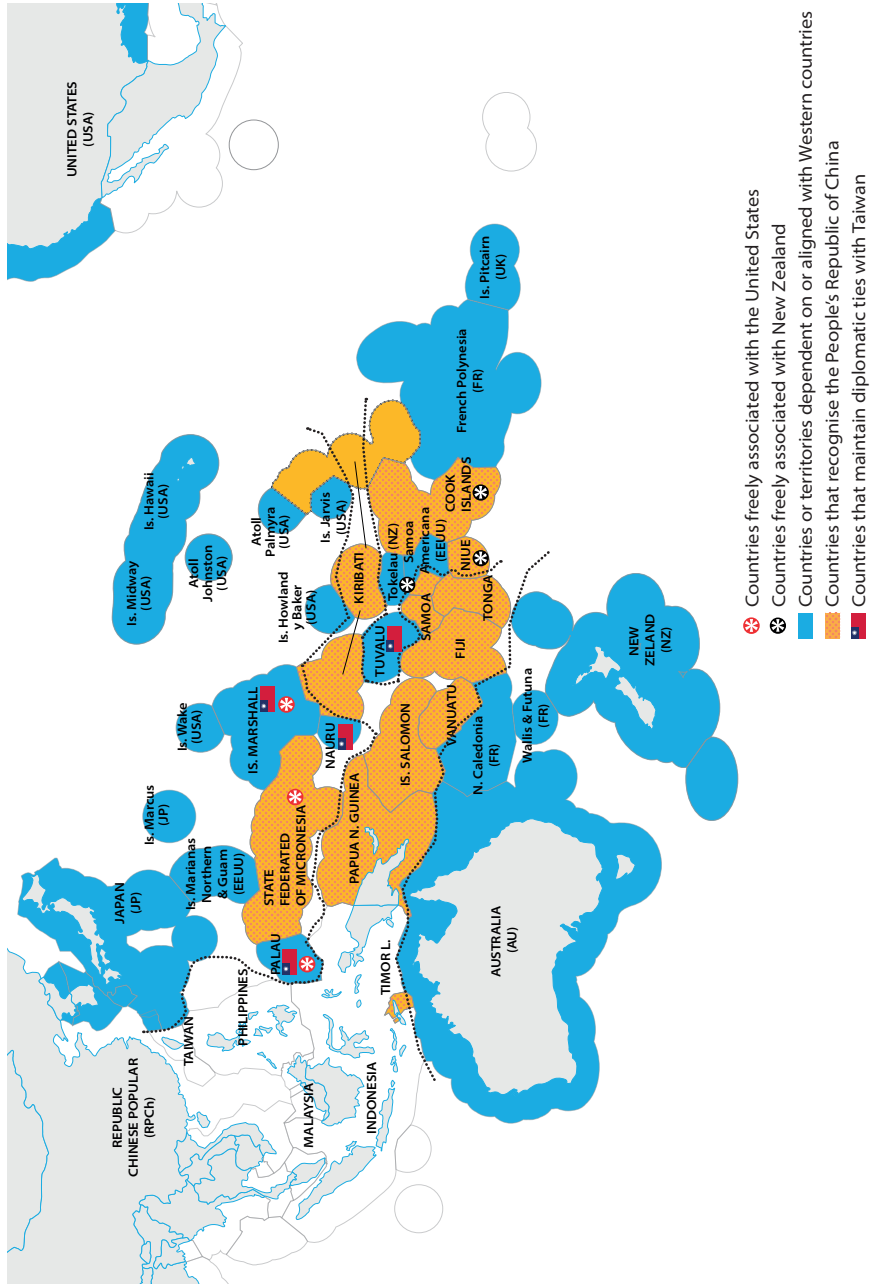 UNITED STATES
(USA)
REPUBLIC
CHINESE POPULAR
(RPCh)
JAPAN
(JP)
TAIWAN
PHILIPPINES
MALAYSIA
INDONESIA
TIMOR L.
Is. Marcus
(JP)
Is. Marianas
Northern
& Guam
(EEUU)
Is. Wake
(USA)
Is. Midway
(USA)
Is. Hawaii
(USA)
Atoll
Johnston
(USA)
PALAU
STATE
FEDERATED
OF MICRONESIA
IS. MARSHALL
NAURU
Is. Howland
y Baker
(USA)
Atoll
Palmyra
(USA)
Is. Jarvis
(USA)
KIRIBATI
TUVALU
Tokelau (NZ)
Samoa
Americana
(EEUU)
PAPUA N. GUINEA
IS. SALOMON
VANUATU
FIJI
SAMOA
TONGA
NIUE
COOK
ISLANDS
French Polynesia
(FR)
Is. Pitcairn
(UK)
N. Caledonia
(FR)
Wallis & Futuna
(FR)
AUSTRALIA
(AU)
NEW
ZELAND
(NZ)
Countries freely associated with the United States
Countries freely associated with New Zealand
Countries or territories dependent on or aligned with Western countries
Countries that recognise the People's Republic of China
Countries that maintain diplomatic ties with Taiwan